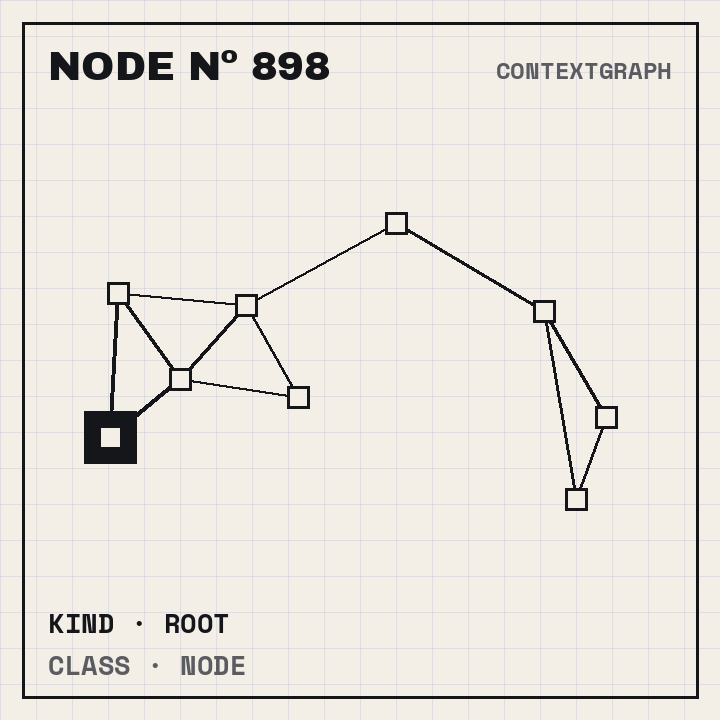 NODE Nº 898
CONTEXTGRAPH
KIND · ROOT
CLASS · NODE